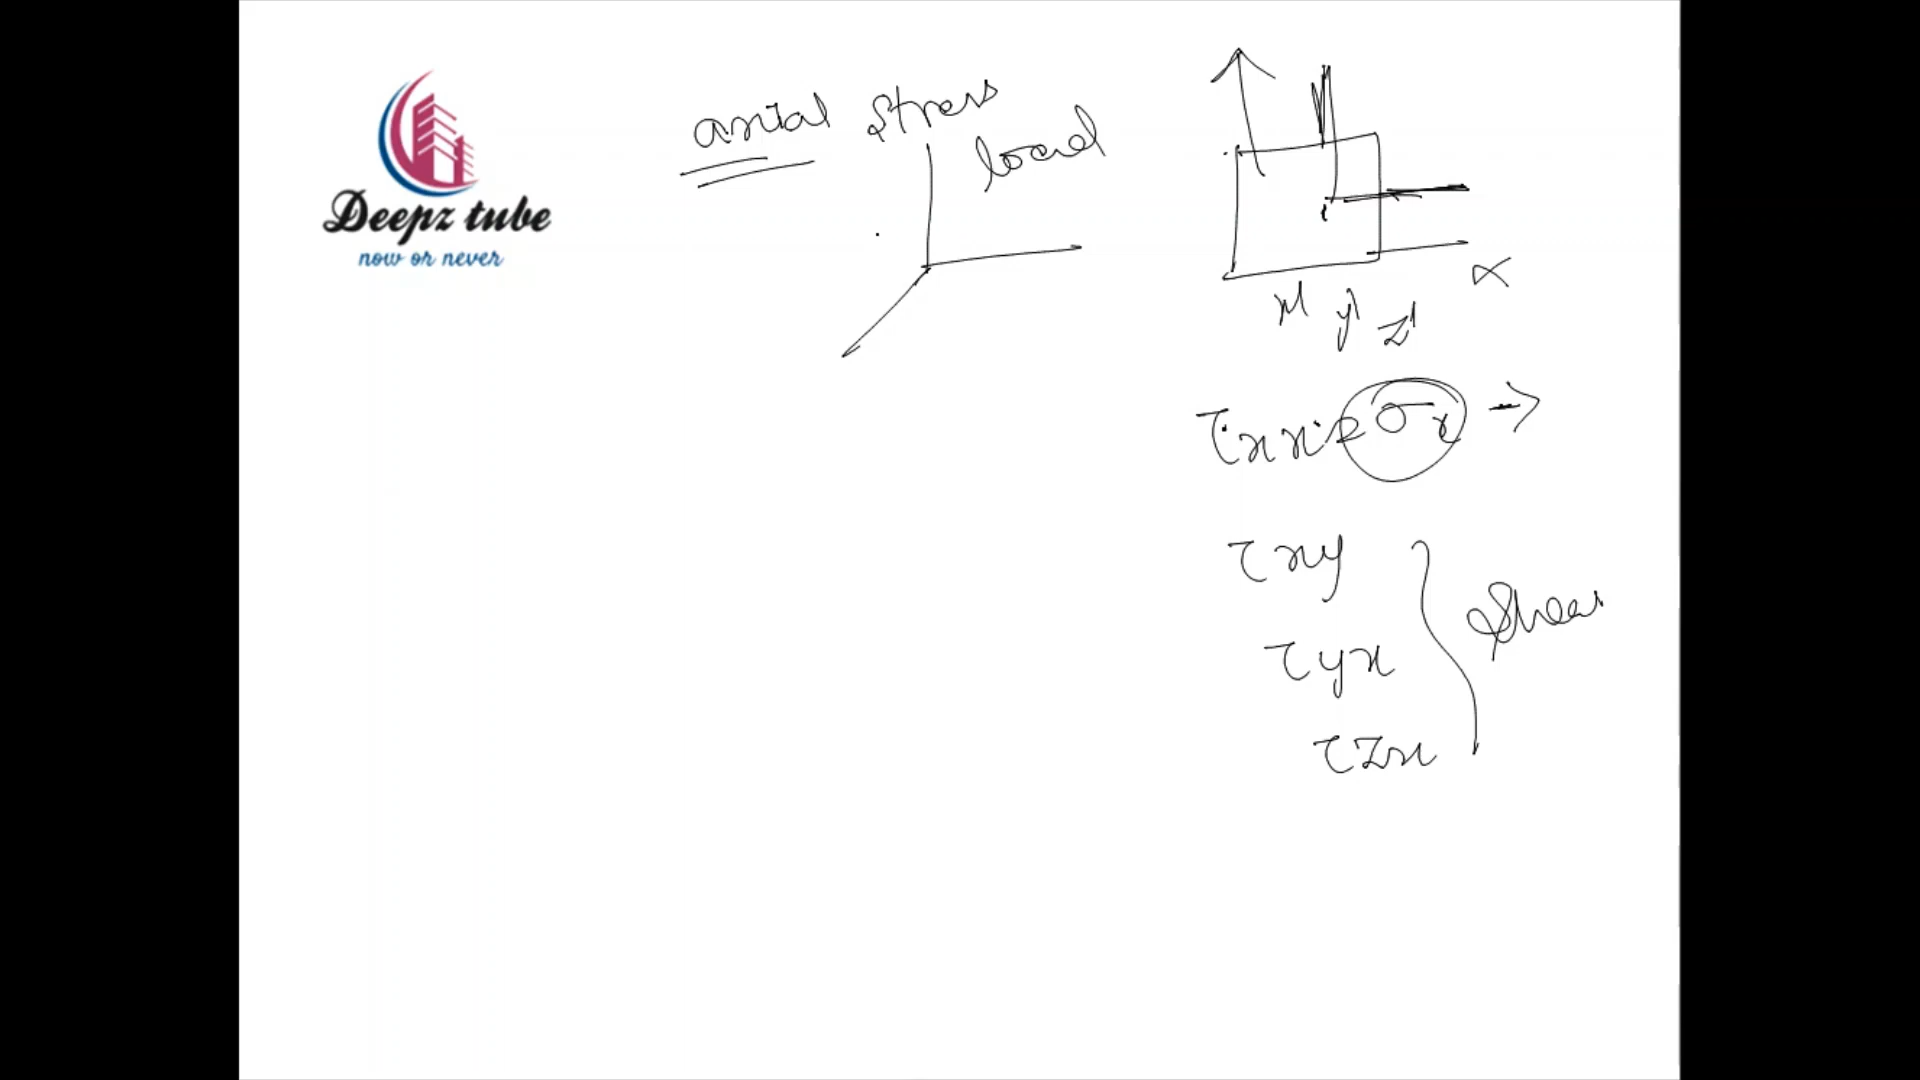 Deepz tube
now or never
axial stress
load
x
x' y' z'
τxx = σx →
τxy
τyx
τzx
Shear